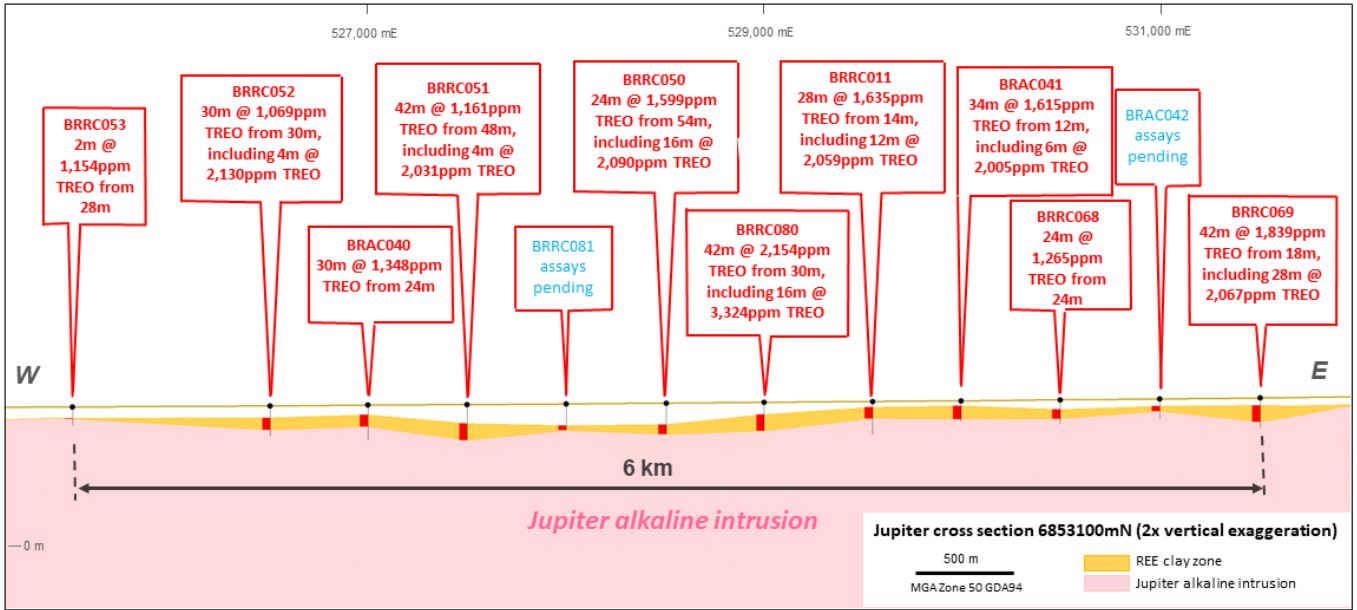 527,000 mE
529,000 mE
531,000 mE
BRRC053
2m @
1,154ppm
TREO from
28m
BRRC052
30m @ 1,069ppm
TREO from 30m,
including 4m @
2,130ppm TREO
BRAC040
30m @ 1,348ppm
TREO from 24m
BRRC051
42m @ 1,161ppm
TREO from 48m,
including 4m @
2,031ppm TREO
BRRC081
assays
pending
BRRC050
24m @ 1,599ppm
TREO from 54m,
including 16m @
2,090ppm TREO
BRRC080
42m @ 2,154ppm
TREO from 30m,
including 16m @
3,324ppm TREO
BRRC011
28m @ 1,635ppm
TREO from 14m,
including 12m @
2,059ppm TREO
BRAC041
34m @ 1,615ppm
TREO from 12m,
including 6m @
2,005ppm TREO
BRRC068
24m @
1,265ppm
TREO from
24m
BRAC042
assays
pending
BRRC069
42m @ 1,839ppm
TREO from 18m,
including 28m @
2,067ppm TREO
W
E
6 km
Jupiter alkaline intrusion
0 m
Jupiter cross section 6853100mN (2x vertical exaggeration)
500 m
MGA Zone 50 GDA94
REE clay zone
Jupiter alkaline intrusion